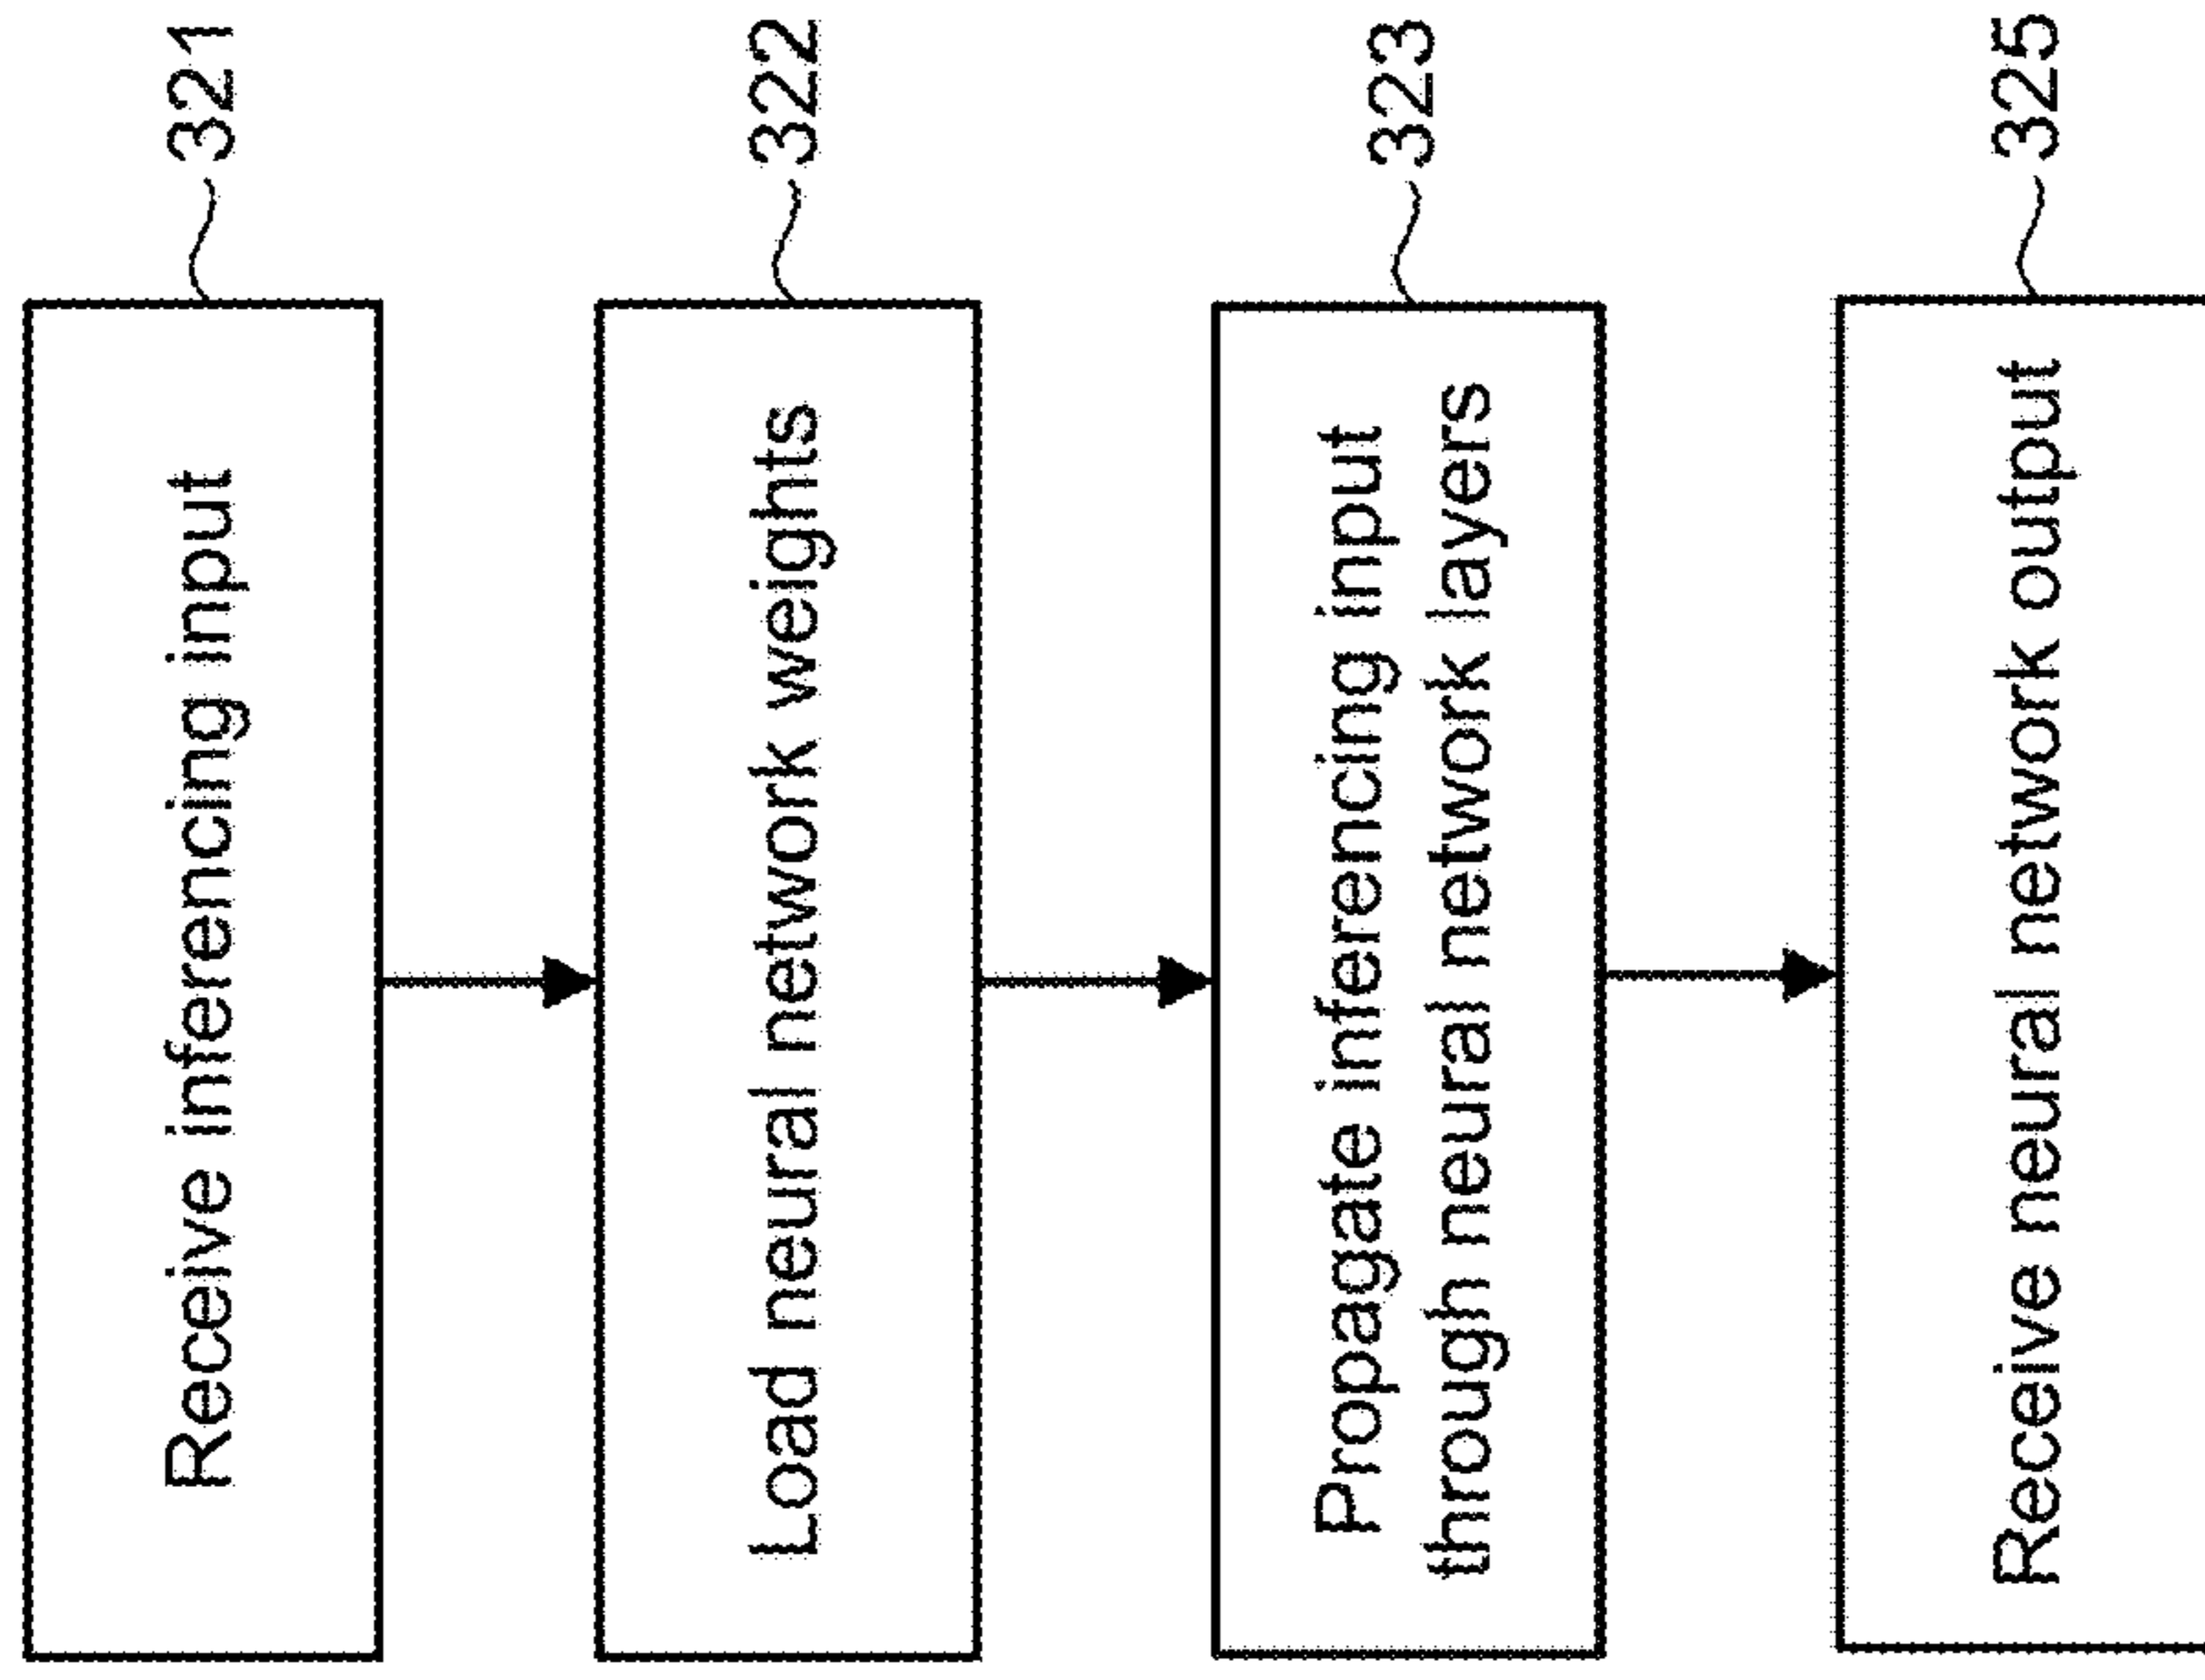 Receive inferencing input
321
Load neural network weights
322
Propagate inferencing input
through neural network layers
323
Receive neural network output
325